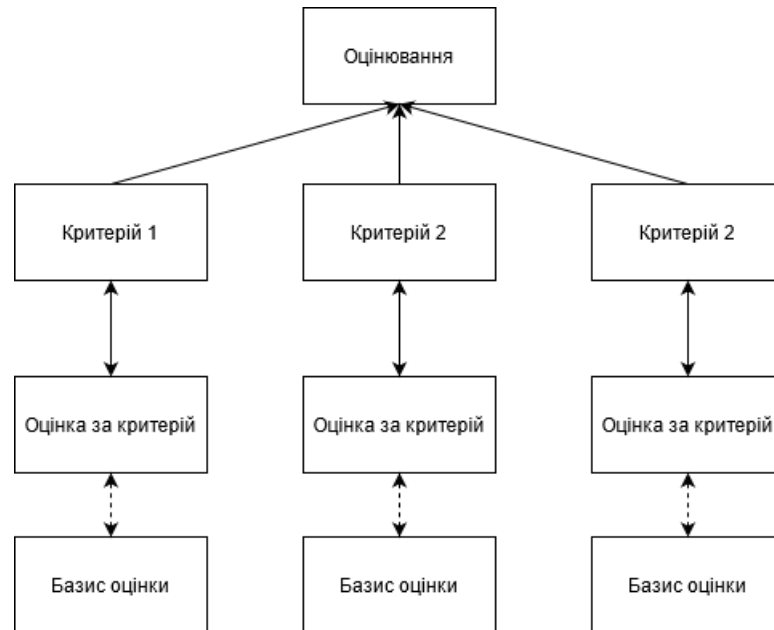 Оцінювання
Критерій 1
Критерій 2
Критерій 2
Оцінка за критерій
Оцінка за критерій
Оцінка за критерій
Базис оцінки
Базис оцінки
Базис оцінки